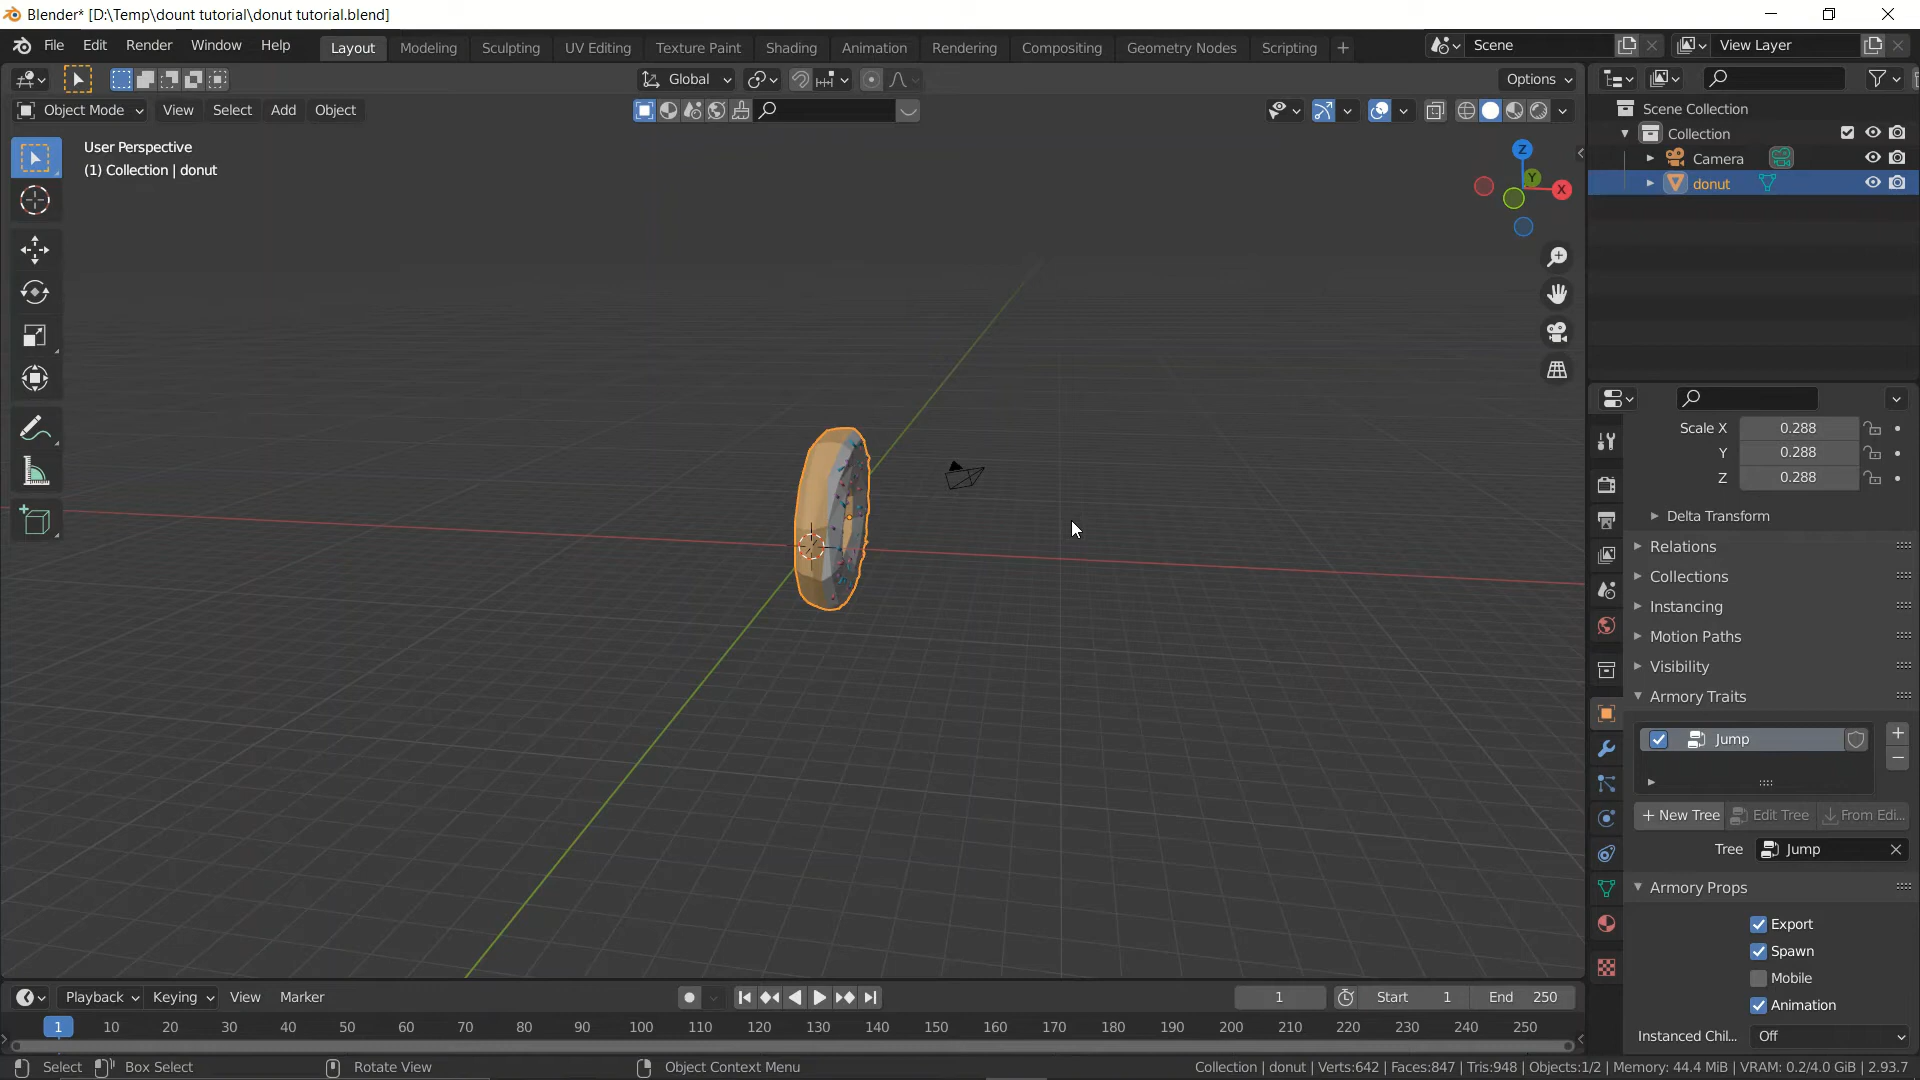 Blender* [D:\Temp\dount tutorial\donut tutorial.blend]
File Edit Render Window Help Layout Modeling Sculpting UV Editing Texture Paint Shading Animation Rendering Compositing Geometry Nodes Scripting Scene View Layer
Global Options
Object Mode View Select Add Object
User Perspective
(1) Collection | donut
Z
Y
X
Scene Collection
Collection
Camera
donut
Scale X 0.288
Y 0.288
Z 0.288
Delta Transform
Relations
Collections
Instancing
Motion Paths
Visibility
Armory Traits
Jump
New Tree Edit Tree From Edi...
Tree Jump
Armory Props
Export
Spawn
Mobile
Animation
Instanced Chil... Off
Playback Keying View Marker 1 Start 1 End 250
1 10 20 30 40 50 60 70 80 90 100 110 120 130 140 150 160 170 180 190 200 210 220 230 240 250
Select Box Select Rotate View Object Context Menu Collection | donut | Verts:642 | Faces:847 | Tris:948 | Objects:1/2 | Memory: 44.4 MiB | VRAM: 0.2/4.0 GiB | 2.93.7